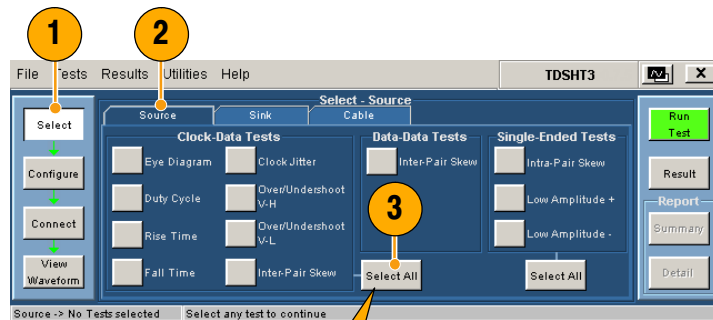 1
2
File Tests Results Utilities Help
TDSHT3
X
Select - Source
Source
Sink
Cable
Select
Configure
Connect
View
Waveform
Clock-Data Tests
Eye Diagram
Clock Jitter
Duty Cycle
Over/Undershoot
V-H
Rise Time
Over/Undershoot
V-L
Fall Time
Inter-Pair Skew
Data-Data Tests
Inter-Pair Skew
3
Select All
Single-Ended Tests
Intra-Pair Skew
Low Amplitude +
Low Amplitude -
Select All
Run
Test
Result
Report
Summary
Detail
Source -> No Tests selected
Select any test to continue